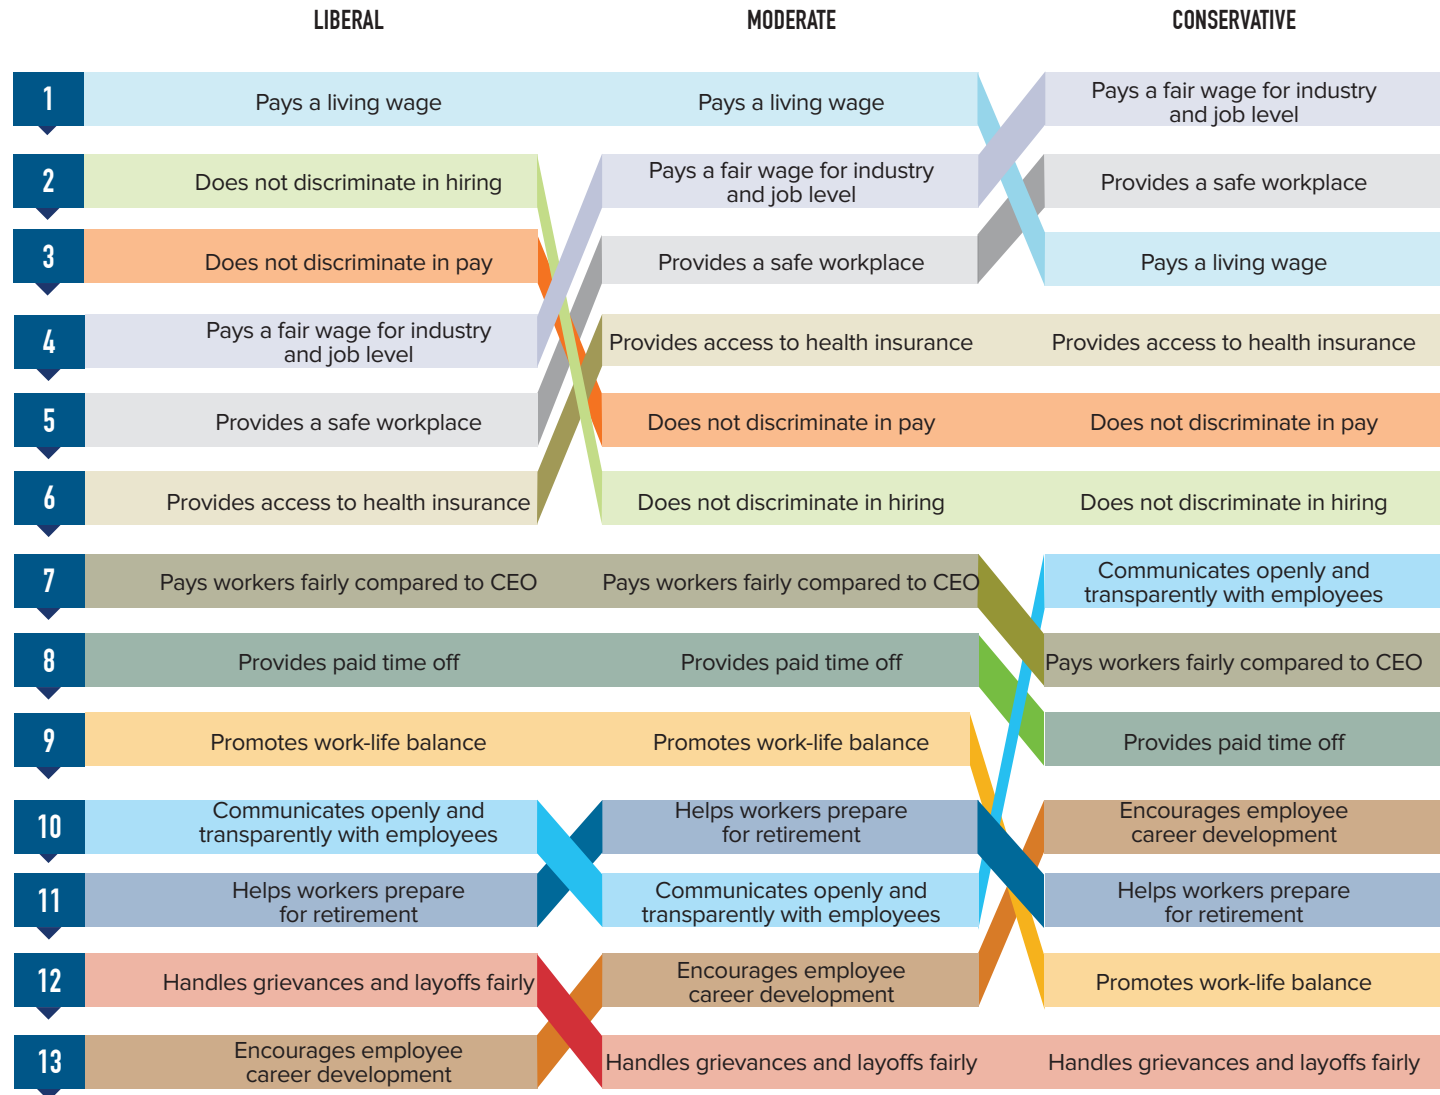 LIBERAL MODERATE CONSERVATIVE
1 Pays a living wage Pays a living wage Pays a fair wage for industry
and job level
2 Does not discriminate in hiring Pays a fair wage for industry Provides a safe workplace
and job level
3 Does not discriminate in pay Provides a safe workplace Pays a living wage
4 Pays a fair wage for industry Provides access to health insurance Provides access to health insurance
and job level
5 Provides a safe workplace Does not discriminate in pay Does not discriminate in pay
6 Provides access to health insurance Does not discriminate in hiring Does not discriminate in hiring
7 Pays workers fairly compared to CEO Pays workers fairly compared to CEO Communicates openly and
transparently with employees
8 Provides paid time off Provides paid time off Pays workers fairly compared to CEO
9 Promotes work-life balance Promotes work-life balance Provides paid time off
10 Communicates openly and Helps workers prepare Encourages employee
transparently with employees for retirement career development
11 Helps workers prepare Communicates openly and Helps workers prepare
for retirement transparently with employees for retirement
12 Handles grievances and layoffs fairly Encourages employee Promotes work-life balance
career development
13 Encourages employee Handles grievances and layoffs fairly Handles grievances and layoffs fairly
career development